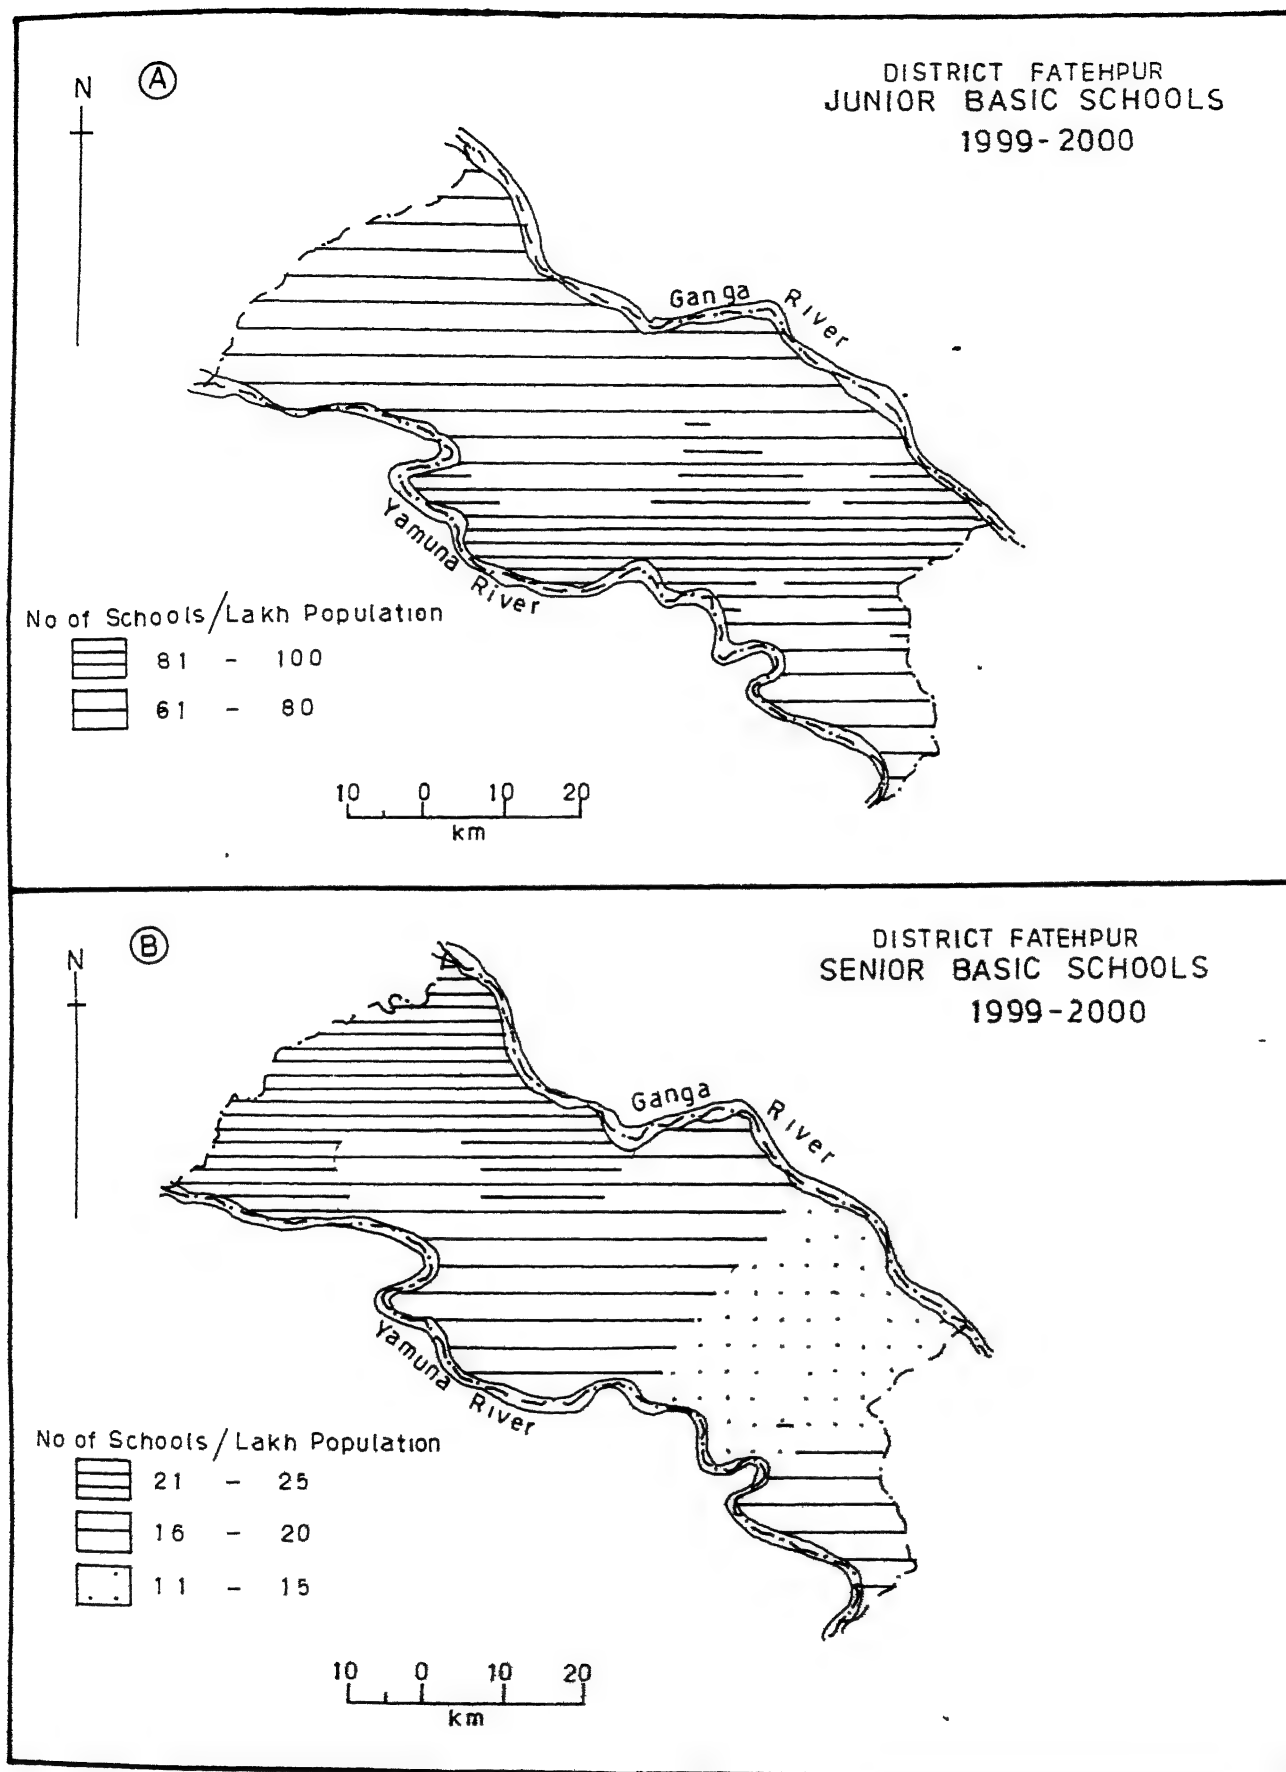 N
A
DISTRICT FATEHPUR
JUNIOR BASIC SCHOOLS
1999-2000
Ganga River
Yamuna River
No of Schools/Lakh Population
81 - 100
61 - 80
10 0 10 20
km
N
B
DISTRICT FATEHPUR
SENIOR BASIC SCHOOLS
1999-2000
Ganga River
Yamuna River
No of Schools/Lakh Population
21 - 25
16 - 20
11 - 15
10 0 10 20
km